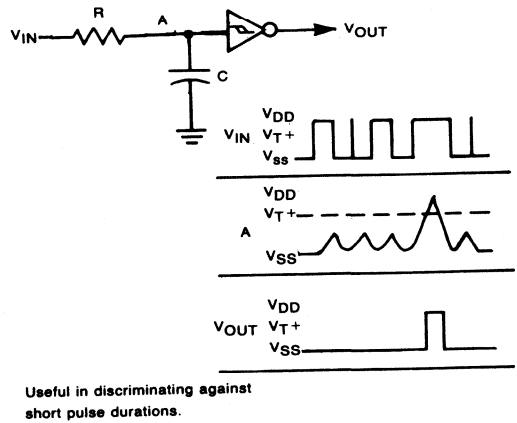 R
A
VIN
VOUT
C
VDD
VIN VT+
Vss
VDD
VT+
A
VSS
VDD
VOUT VT+
VSS
Useful in discriminating against
short pulse durations.